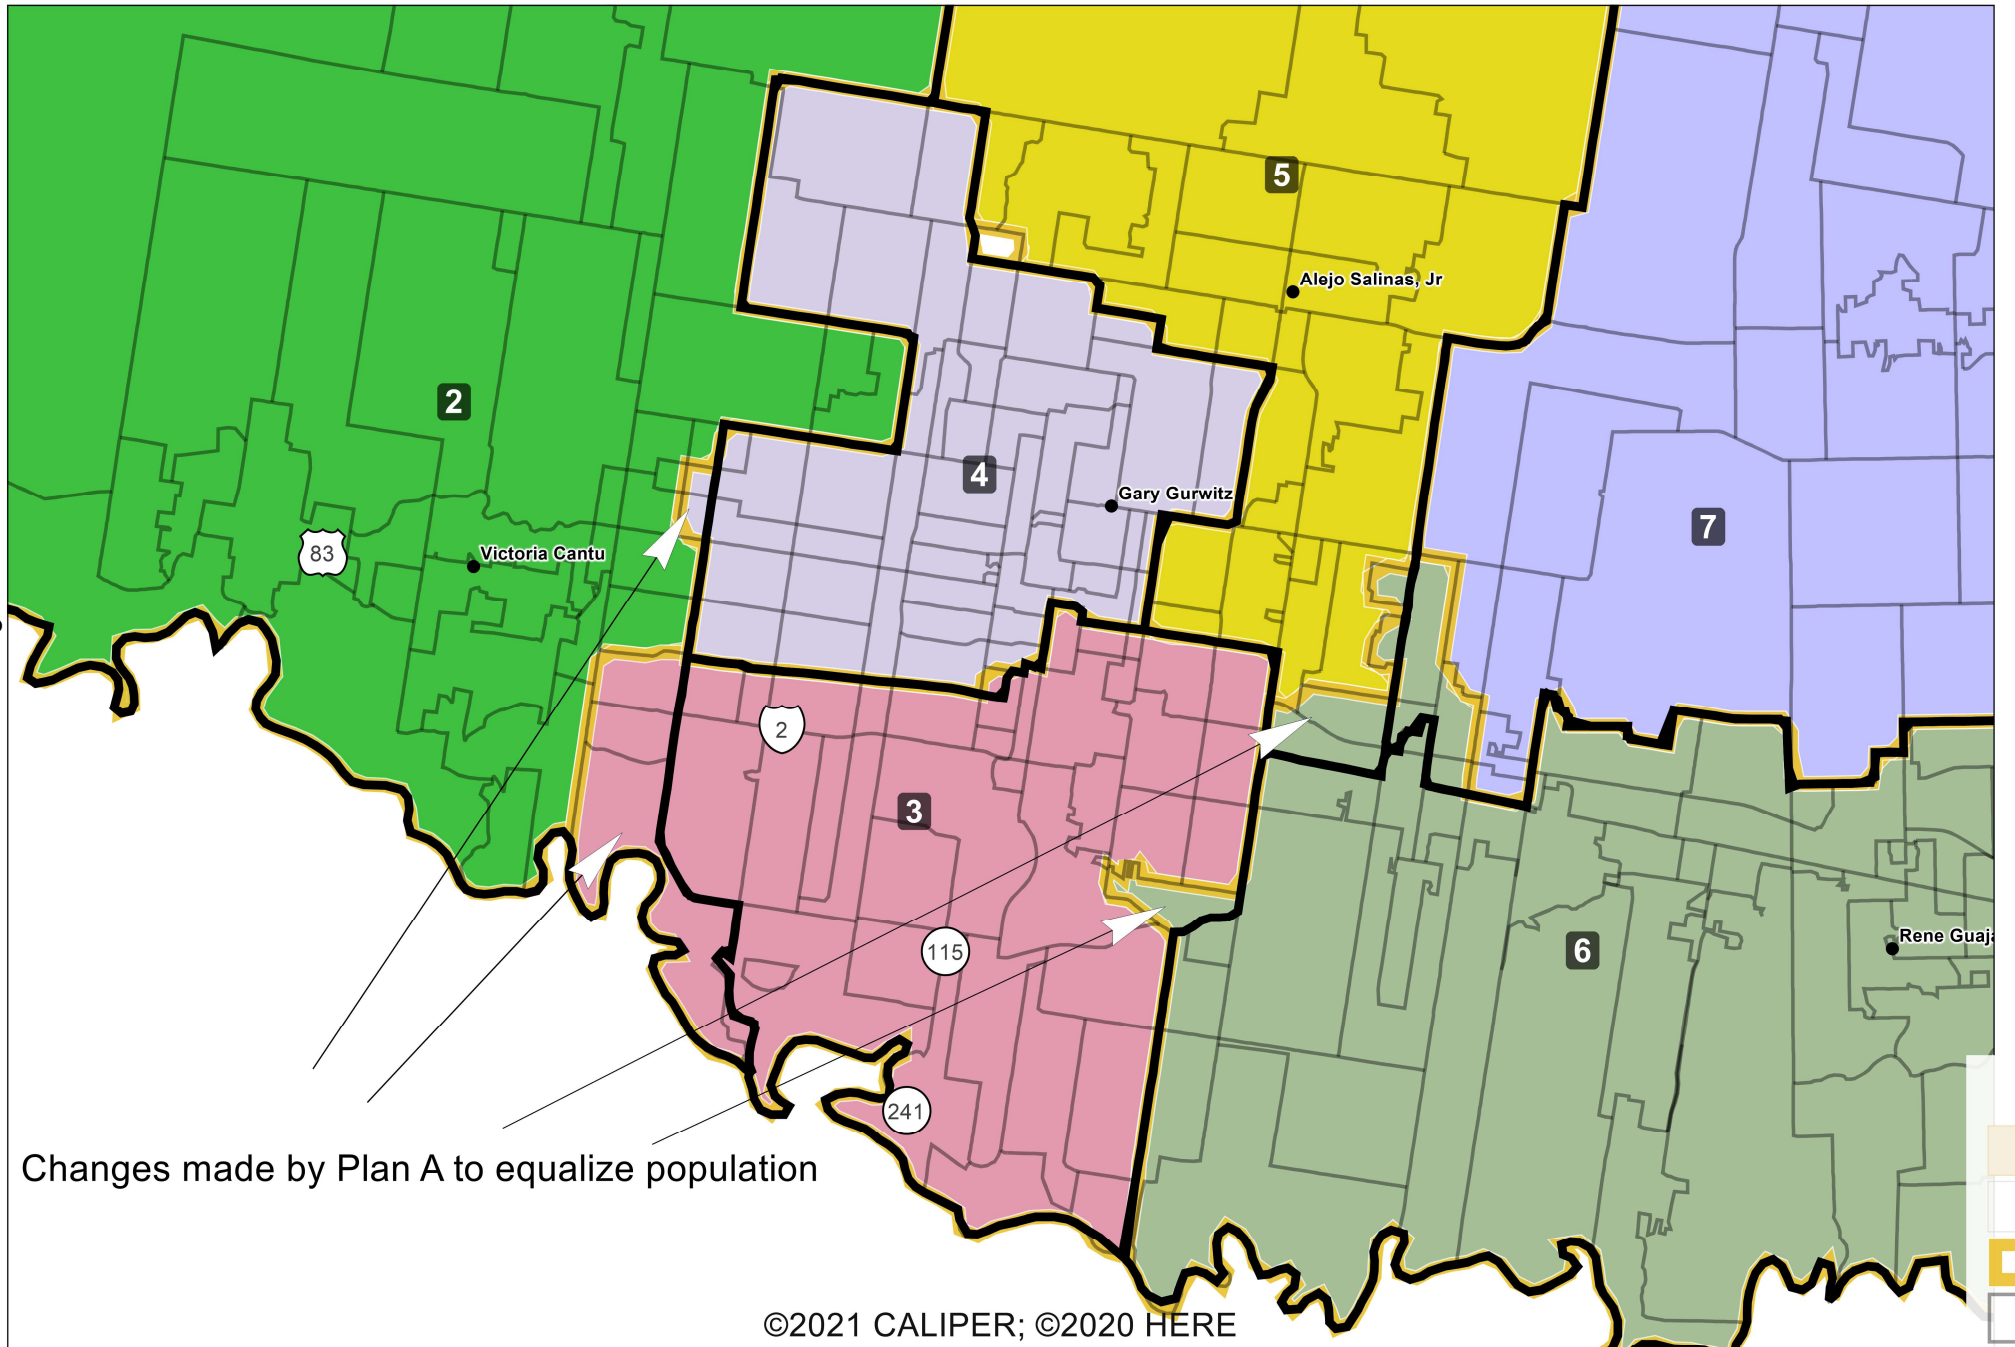 5
Alejo Salinas, Jr
2
4
Gary Gurwitz
7
83
Victoria Cantu
2
3
115
6
Rene Guaj
241
Changes made by Plan A to equalize population
©2021 CALIPER; ©2020 HERE